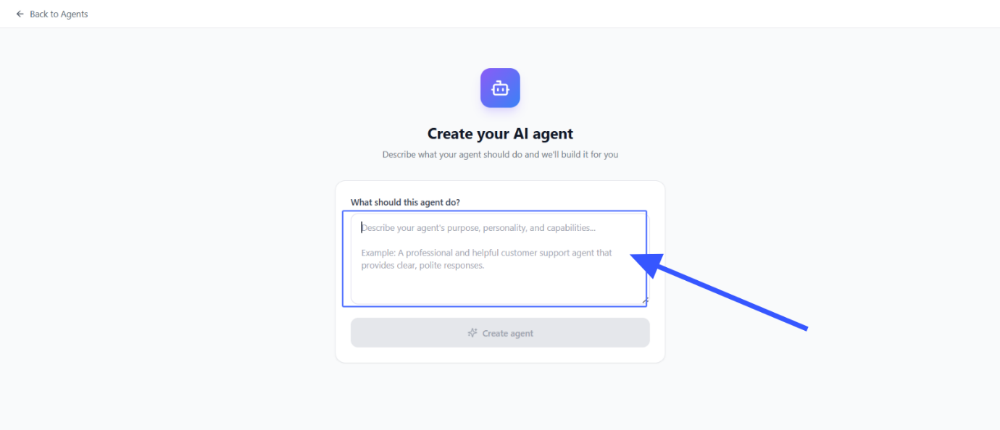 Back to Agents
Create your AI agent
Describe what your agent should do and we'll build it for you
What should this agent do?
Describe your agent's purpose, personality, and capabilities...
Example: A professional and helpful customer support agent that
provides clear, polite responses.
Create agent